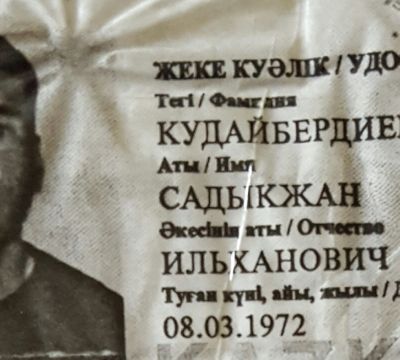 ЖЕКЕ КУӘЛІК / УДО
Тегі / Фамилия
КУДАЙБЕРДИЕ
Аты / Имя
САДЫКЖАН
Әкесінің аты / Отчество
ИЛЬХАНОВИЧ
Туған күні, айы, жылы / Д
08.03.1972